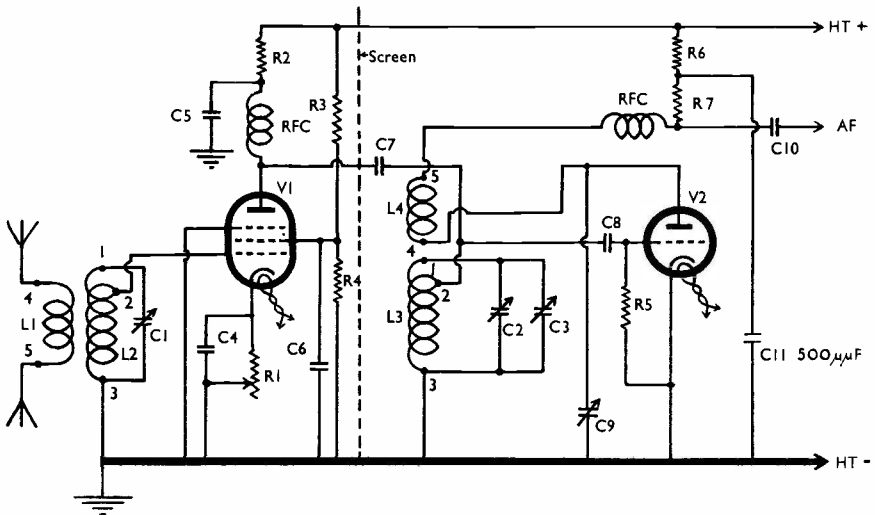 HT +
R2
Screen
R6
C5
RFC
R3
RFC
R7
AF
C7
C10
V1
5
V2
L4
C8
1
4
4
2
1
2
R4
L1
C1
R5
L3
C2
C3
5
L2
C4
R1
C6
C11 500μμF
3
3
C9
HT -